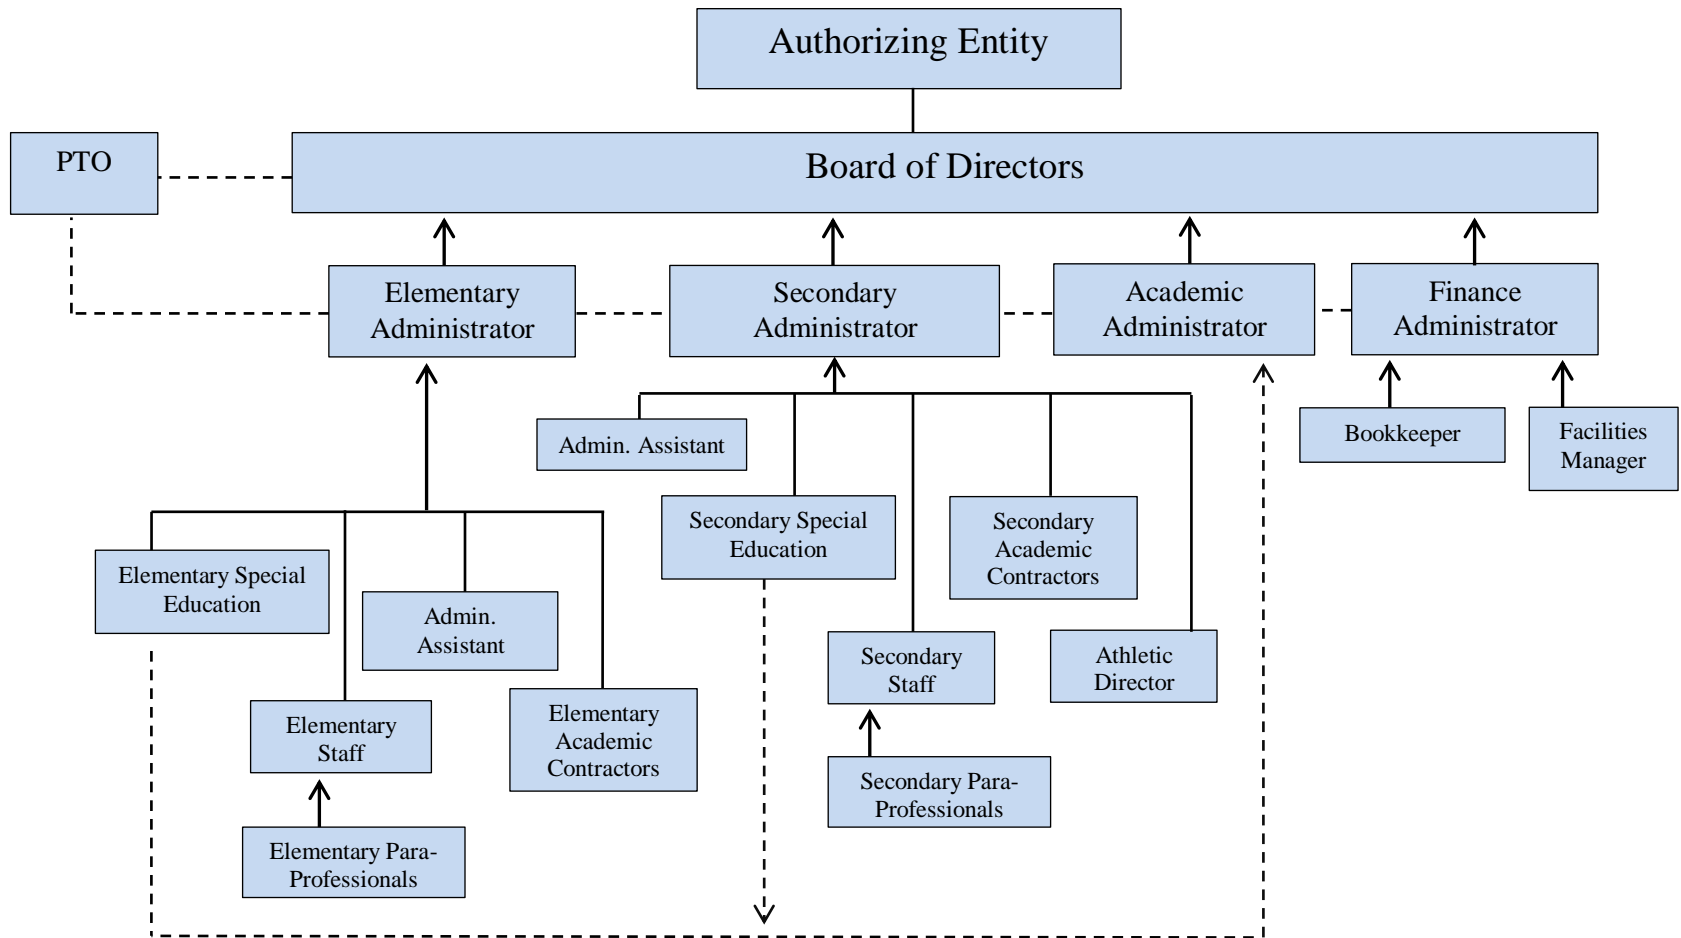 Authorizing Entity
PTO
Board of Directors
Elementary
Administrator
Secondary
Administrator
Academic
Administrator
Finance
Administrator
Admin. Assistant
Bookkeeper
Facilities
Manager
Elementary Special
Education
Admin.
Assistant
Elementary
Staff
Elementary
Academic
Contractors
Elementary Para-
Professionals
Secondary Special
Education
Secondary
Academic
Contractors
Secondary
Staff
Athletic
Director
Secondary Para-
Professionals